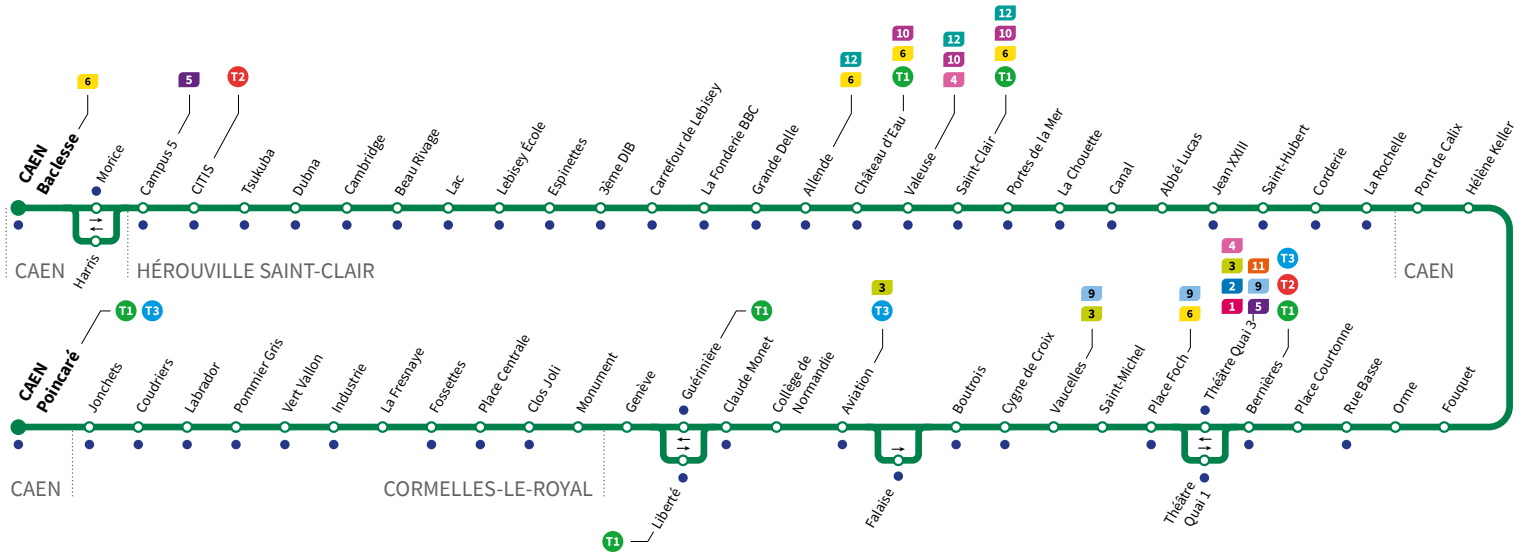 12
10
6
T1
12
10
4
10
6
T1
12
6
6
5
T2
CAEN
Baclesse
Morice
Campus 5
CITIS
Tsukuba
Dubna
Cambridge
Beau Rivage
Lac
Lebisey École
Espinettes
3ème DIB
Carrefour de Lebisey
La Fonderie BBC
Grande Delle
Allende
Château d'Eau
Valeuse
Saint-Clair
Portes de la Mer
La Chouette
Canal
Abbé Lucas
Jean XXIII
Saint-Hubert
Corderie
La Rochelle
Pont de Calix
Hélène Keller
Harris
CAEN
HÉROUVILLE SAINT-CLAIR
CAEN
T1
T3
T1
3
T3
9
3
9
6
4
3
2
1
11
9
5
T3
T2
T1
CAEN
Poincaré
Jonchets
Coudriers
Labrador
Pommier Gris
Vert Vallon
Industrie
La Fresnaye
Fossettes
Place Centrale
Clos Joli
Monument
Genève
Guérinière
Claude Monet
Collège de
Normandie
Aviation
Boutrois
Cygne de Croix
Vaucelles
Saint-Michel
Place Foch
Théâtre Quai 3
Bernières
Place Courtonne
Rue Basse
Orme
Fouquet
CAEN
CORMELLES-LE-ROYAL
Liberté
T1
Falaise
Théâtre
Quai 1